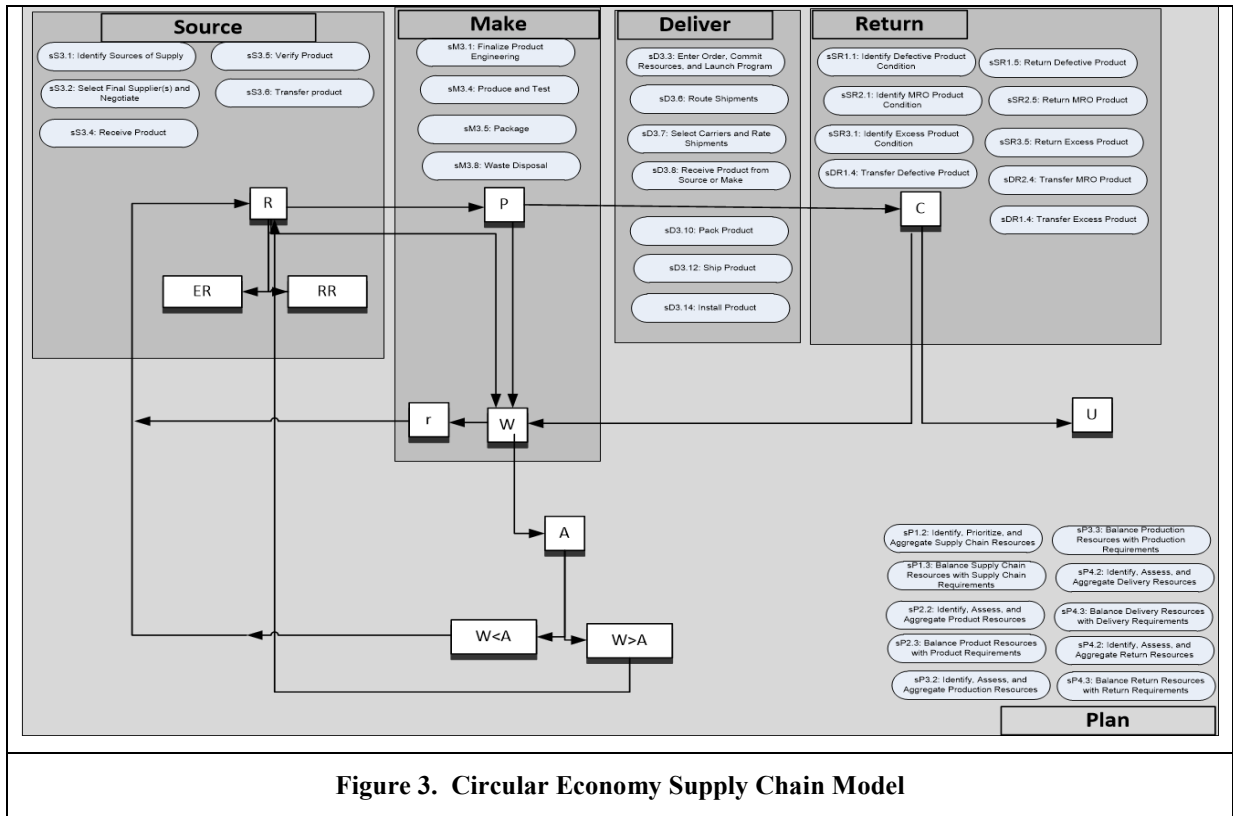 Source
sS3.1: Identify Sources of Supply
sS3.2: Select Final Supplier(s) and
Negotiate
sS3.4: Receive Product
sS3.5: Verify Product
sS3.6: Transfer product
Make
sM3.1: Finalize Product
Engineering
sM3.4: Produce and Test
sM3.5: Package
sM3.8: Waste Disposal
Deliver
sD3.3: Enter Order, Commit
Resources, and Launch Program
sD3.6: Route Shipments
sD3.7: Select Carriers and Rate
Shipments
sD3.8: Receive Product from
Source or Make
sD3.10: Pack Product
sD3.12: Ship Product
sD3.14: Install Product
Return
sSR1.1: Identify Defective Product
Condition
sSR2.1: Identify MRO Product
Condition
sSR3.1: Identify Excess Product
Condition
sDR1.4: Transfer Defective Product
sSR1.5: Return Defective Product
sSR2.5: Return MRO Product
sSR3.5: Return Excess Product
sDR2.4: Transfer MRO Product
sDR1.4: Transfer Excess Product
R
P
C
ER
RR
r
W
U
A
W<A
W>A
sP1.2: Identify, Prioritize, and
Aggregate Supply Chain Resources
sP1.3: Balance Supply Chain
Resources with Supply Chain
Requirements
sP2.2: Identify, Assess, and
Aggregate Product Resources
sP2.3: Balance Product Resources
with Product Requirements
sP3.2: Identify, Assess, and
Aggregate Production Resources
sP3.3: Balance Production
Resources with Production
Requirements
sP4.2: Identify, Assess, and
Aggregate Delivery Resources
sP4.3: Balance Delivery Resources
with Delivery Requirements
sP4.2: Identify, Assess, and
Aggregate Return Resources
sP4.3: Balance Return Resources
with Return Requirements
Plan
Figure 3. Circular Economy Supply Chain Model